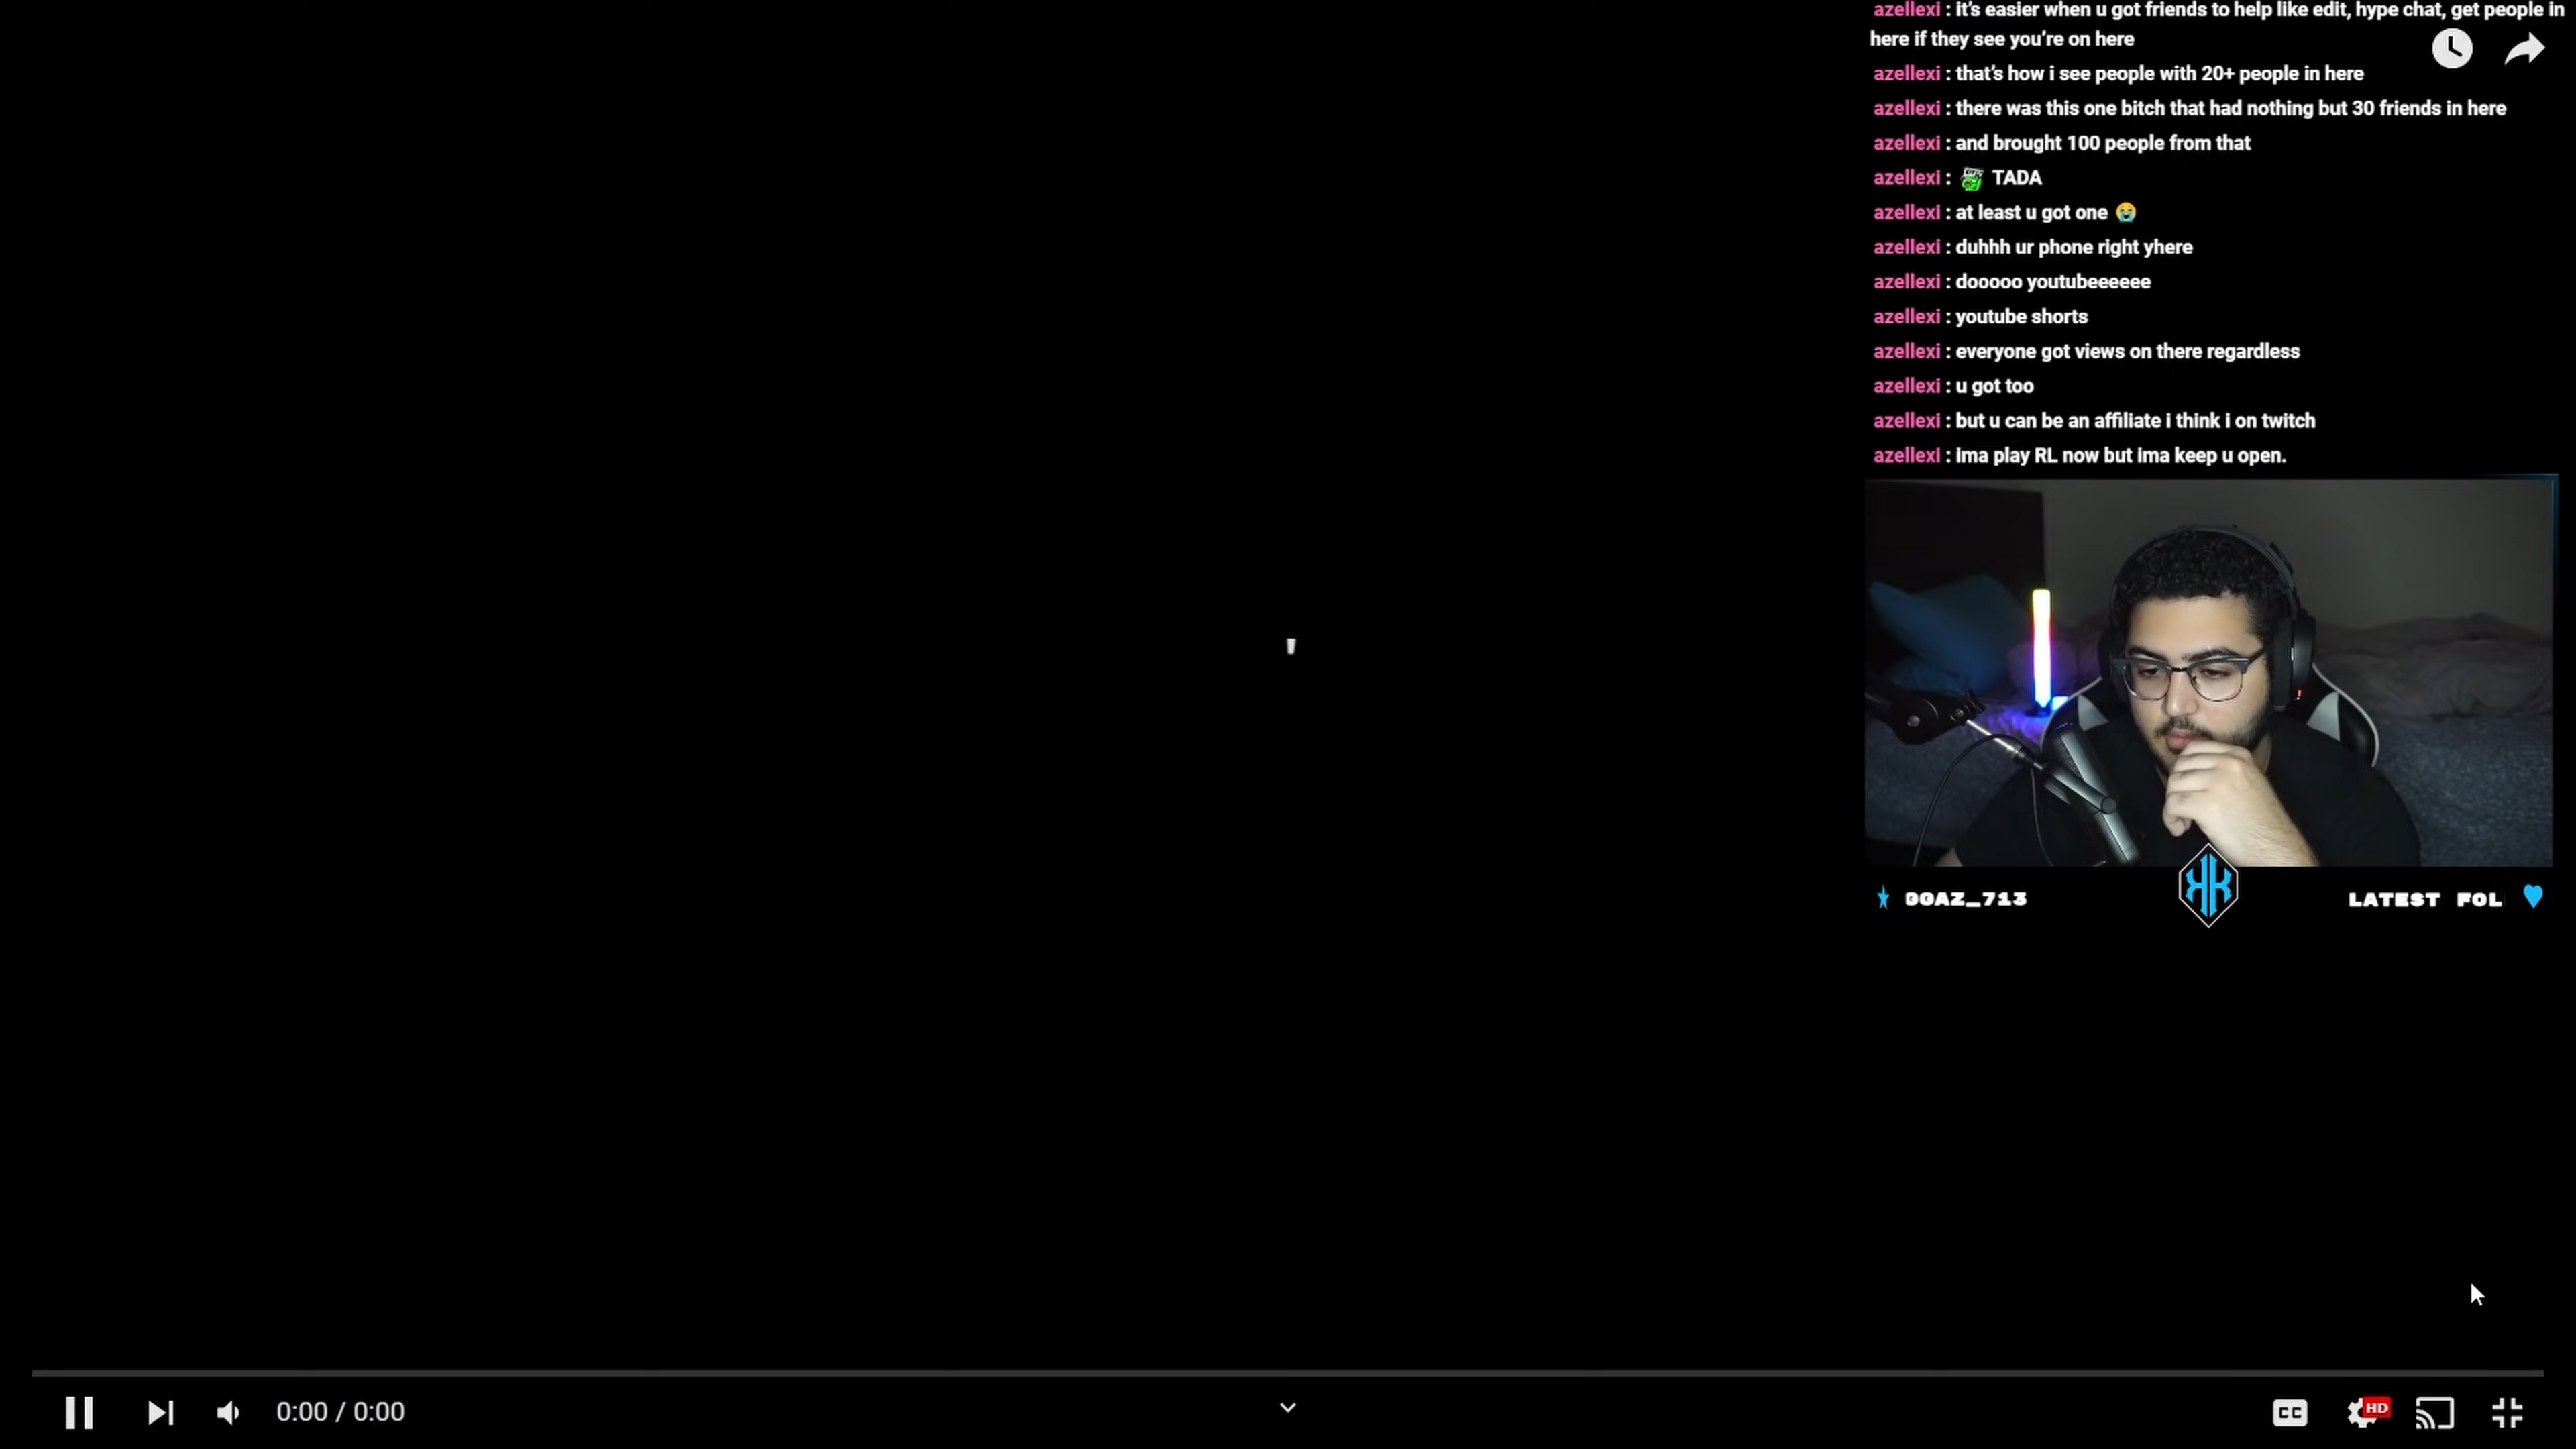 azellexi : it's easier when u got friends to help like edit, hype chat, get people in
here if they see you're on here
azellexi : that's how i see people with 20+ people in here
azellexi : there was this one bitch that had nothing but 30 friends in here
azellexi : and brought 100 people from that
azellexi : TADA
azellexi : at least u got one 😭
azellexi : duhhh ur phone right yhere
azellexi : dooooo youtubeeeeee
azellexi : youtube shorts
azellexi : everyone got views on there regardless
azellexi : u got too
azellexi : but u can be an affiliate i think i on twitch
azellexi : ima play RL now but ima keep u open.
LATEST FOL
0:00 / 0:00
CC
HD